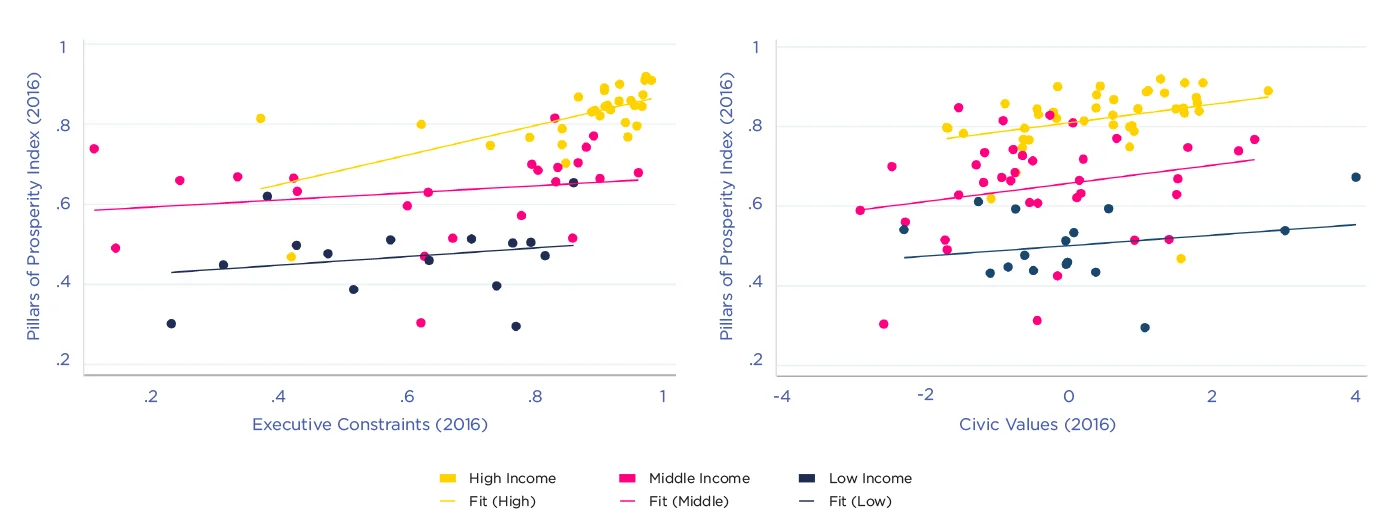 Pillars of Prosperity Index (2016)
1
.8
.6
.4
.2
.2 .4 .6 .8 1
Executive Constraints (2016)
Pillars of Prosperity Index (2016)
1
.8
.6
.4
.2
-4 -2 0 2 4
Civic Values (2016)
High Income Middle Income Low Income
Fit (High) Fit (Middle) Fit (Low)